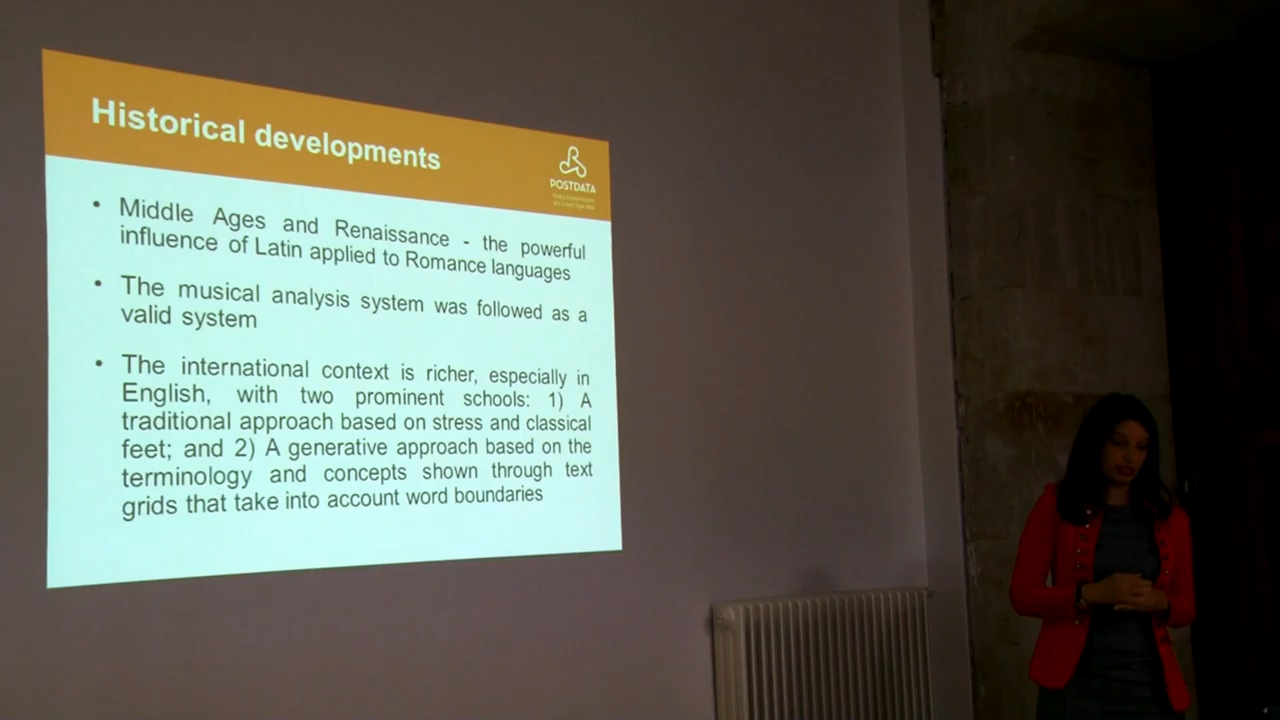 Historical developments
POSTDATA
• Middle Ages and Renaissance - the powerful
influence of Latin applied to Romance languages
• The musical analysis system was followed as a
valid system
• The international context is richer, especially in
English, with two prominent schools: 1) A
traditional approach based on stress and classical
feet; and 2) A generative approach based on the
terminology and concepts shown through text
grids that take into account word boundaries